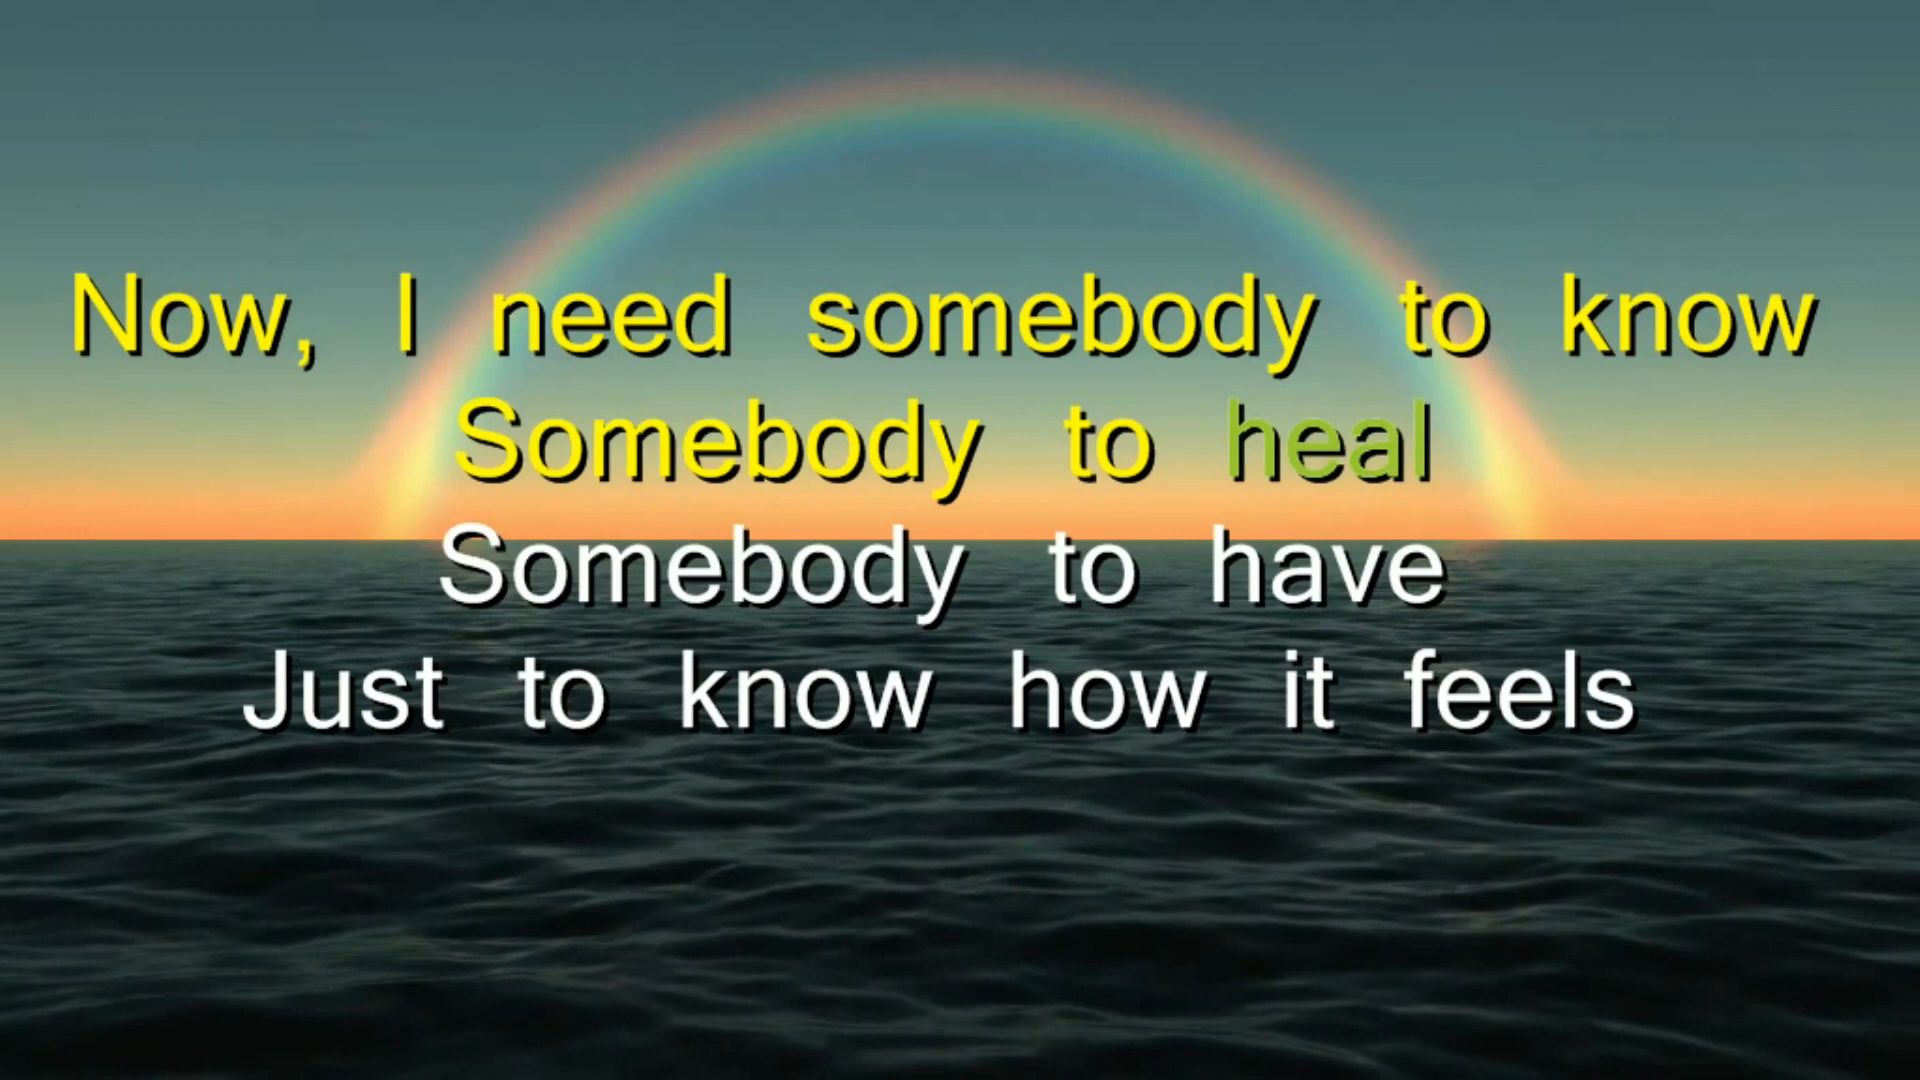 Now, I need somebody to know
Somebody to heal
Somebody to have
Just to know how it feels